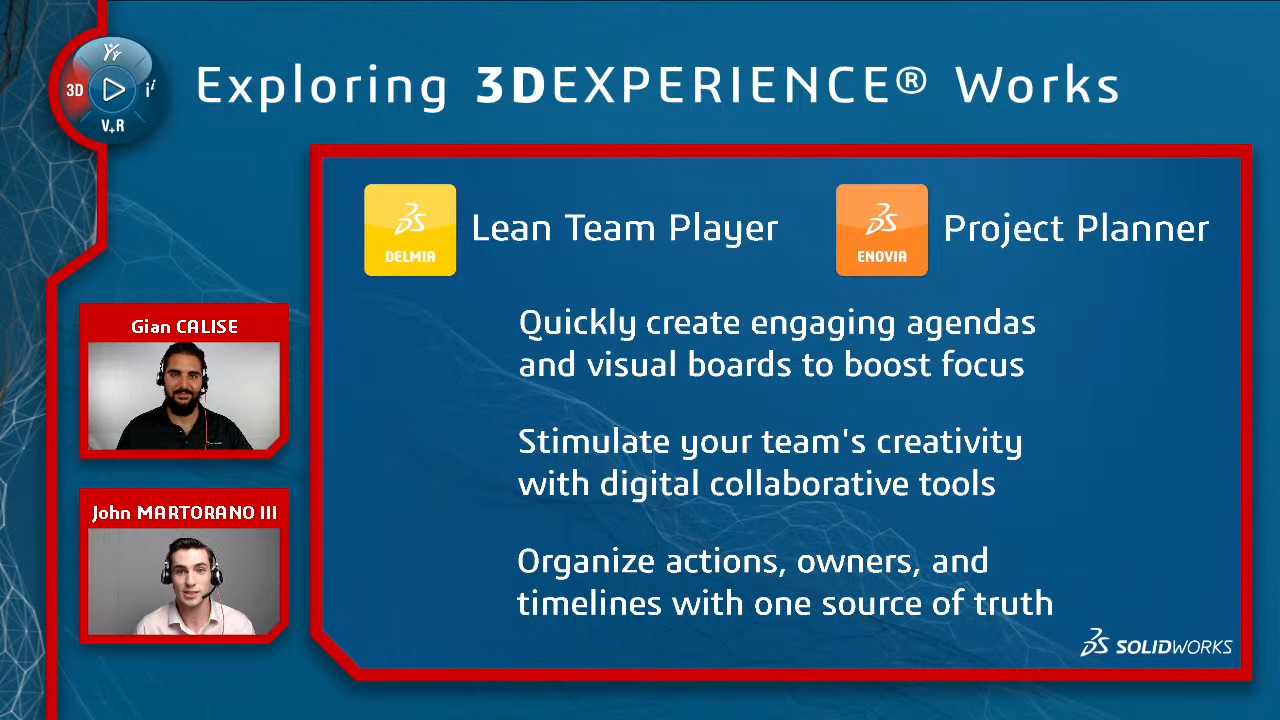 Exploring 3DEXPERIENCE® Works
3D
i
V+R
DELMIA
Lean Team Player
ENOVIA
Project Planner
Quickly create engaging agendas
and visual boards to boost focus
Stimulate your team's creativity
with digital collaborative tools
Organize actions, owners, and
timelines with one source of truth
Gian CALISE
John MARTORANO III
SOLIDWORKS